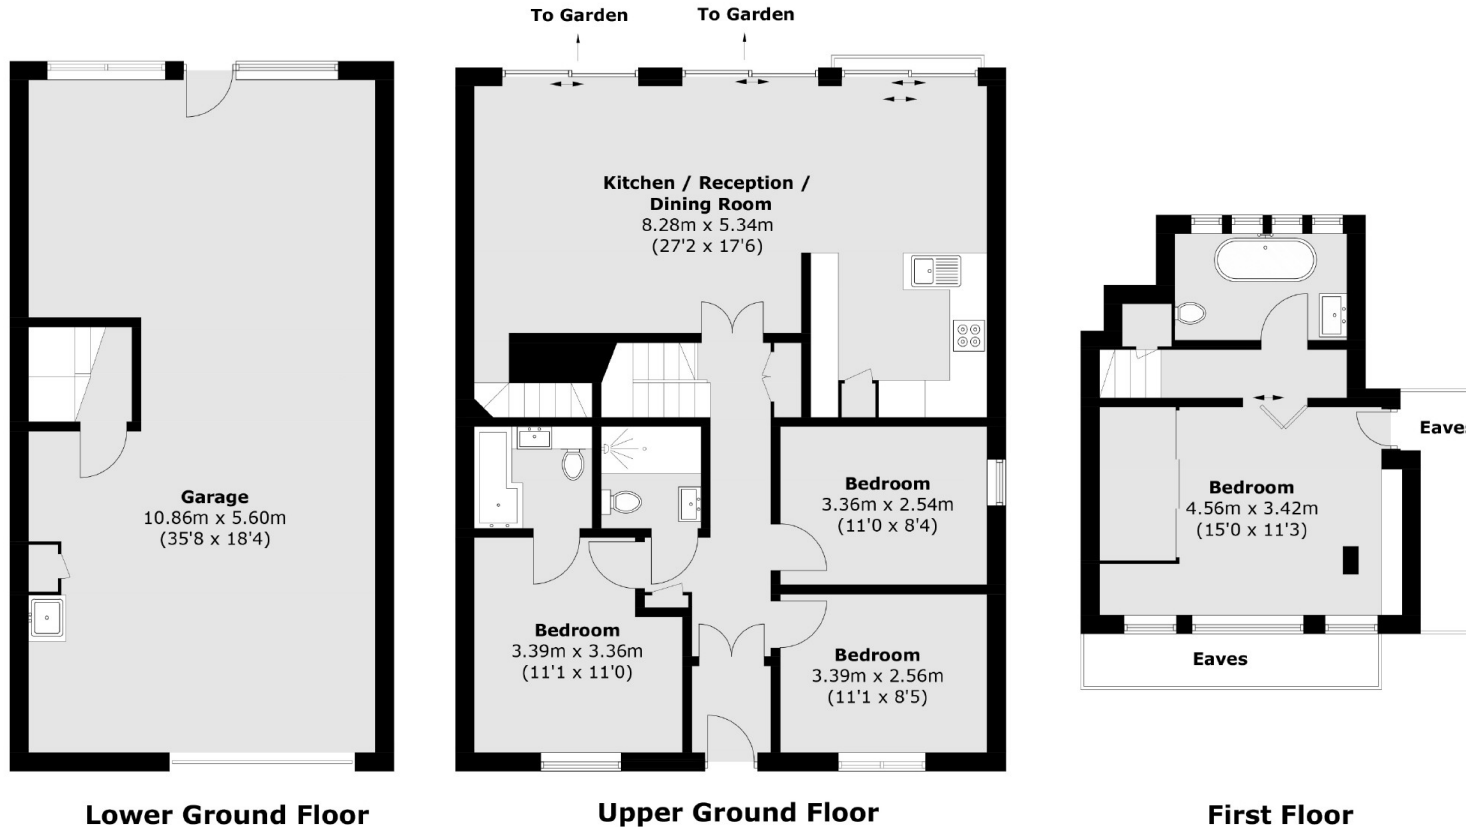 To Garden
To Garden
Kitchen / Reception /
Dining Room
8.28m x 5.34m
(27'2 x 17'6)
Garage
10.86m x 5.60m
(35'8 x 18'4)
Bedroom
3.36m x 2.54m
(11'0 x 8'4)
Bedroom
3.39m x 3.36m
(11'1 x 11'0)
Bedroom
3.39m x 2.56m
(11'1 x 8'5)
Eaves
Bedroom
4.56m x 3.42m
(15'0 x 11'3)
Eaves
Lower Ground Floor
Upper Ground Floor
First Floor